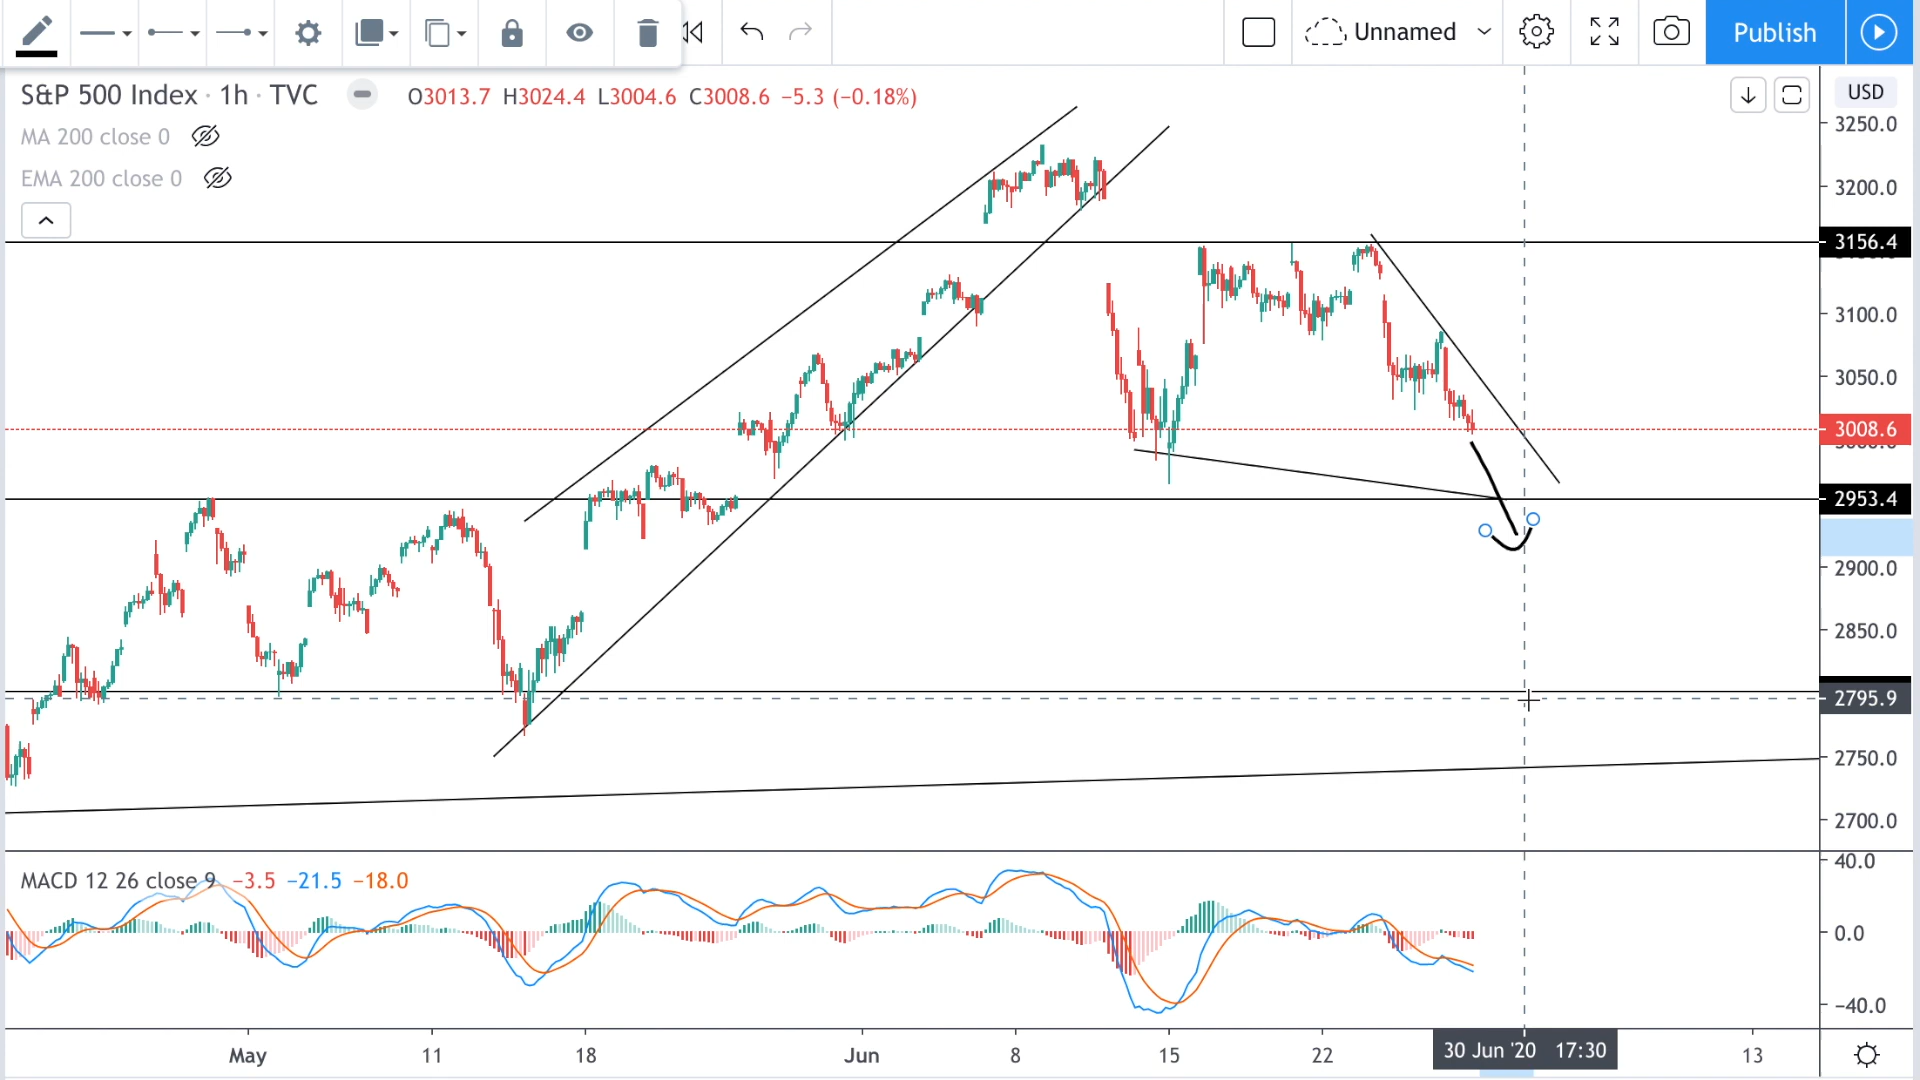 Unnamed
Publish
S&P 500 Index · 1h · TVC O3013.7 H3024.4 L3004.6 C3008.6 −5.3 (−0.18%)
USD
MA 200 close 0
EMA 200 close 0
3250.0
3200.0
3156.4
3100.0
3050.0
3008.6
2953.4
2900.0
2850.0
2795.9
2750.0
2700.0
MACD 12 26 close 9 −3.5 −21.5 −18.0
40.0
0.0
−40.0
May 11 18 Jun 8 15 22 30 Jun '20 17:30 13